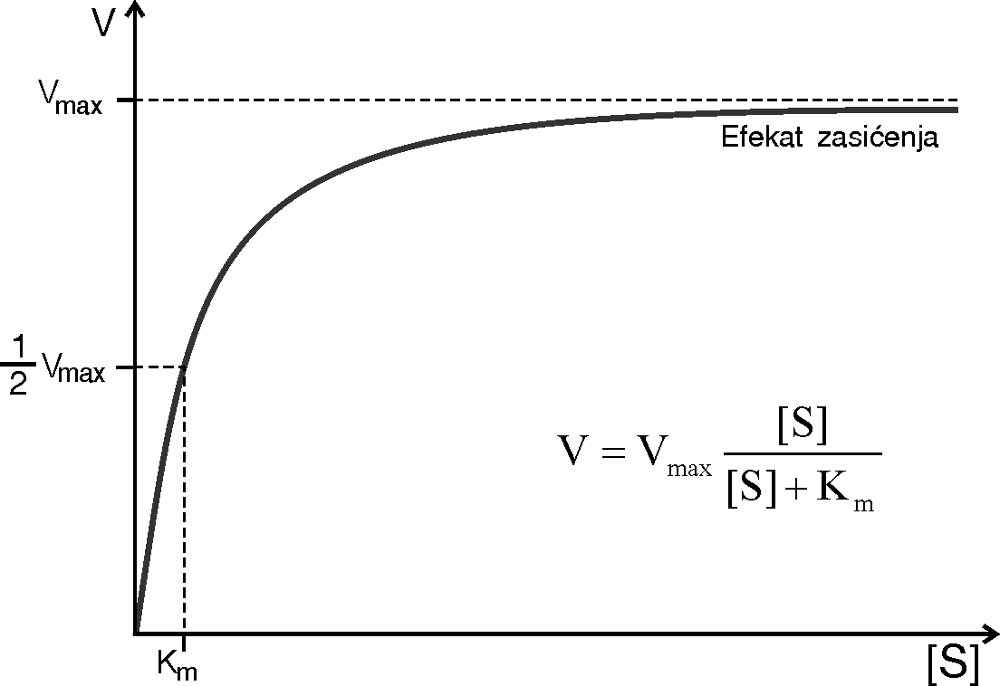 V
Vmax
Efekat zasićenja
1/2 Vmax
V = Vmax [S] / [S] + Km
Km
[S]